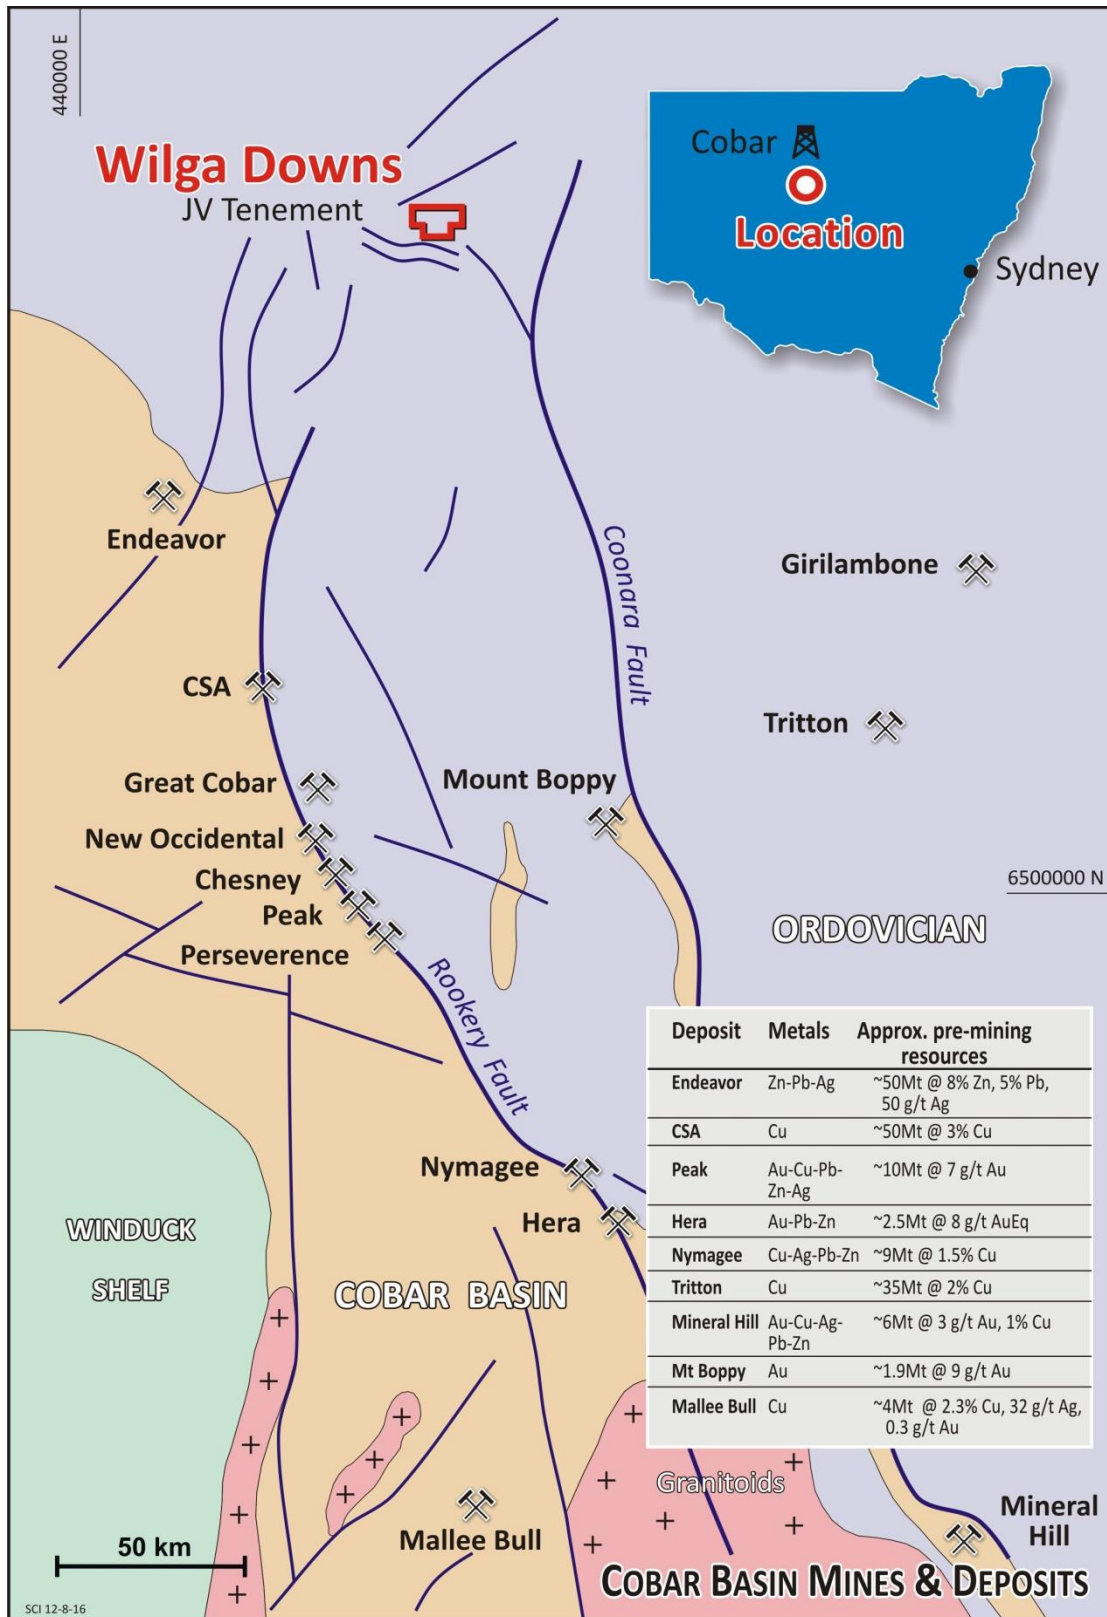 440000 E
Wilga Downs
JV Tenement
Cobar
Location
Sydney
Endeavor
Coonara Fault
Girilambone
CSA
Tritton
Great Cobar
Mount Boppy
New Occidental
Chesney
6500000 N
Peak
ORDOVICIAN
Perseverence
Rookery Fault
Deposit Metals Approx. pre-mining
resources
Endeavor Zn-Pb-Ag ~50Mt @ 8% Zn, 5% Pb,
50 g/t Ag
CSA Cu ~50Mt @ 3% Cu
Peak Au-Cu-Pb- ~10Mt @ 7 g/t Au
Zn-Ag
Hera Au-Pb-Zn ~2.5Mt @ 8 g/t AuEq
Nymagee Cu-Ag-Pb-Zn ~9Mt @ 1.5% Cu
Tritton Cu ~35Mt @ 2% Cu
Mineral Hill Au-Cu-Ag- ~6Mt @ 3 g/t Au, 1% Cu
Pb-Zn
Mt Boppy Au ~1.9Mt @ 9 g/t Au
Mallee Bull Cu ~4Mt @ 2.3% Cu, 32 g/t Ag,
0.3 g/t Au
Nymagee
Hera
WINDUCK
SHELF
COBAR BASIN
Granitoids
Mallee Bull
Mineral
Hill
50 km
COBAR BASIN MINES & DEPOSITS
SCI 12-8-16